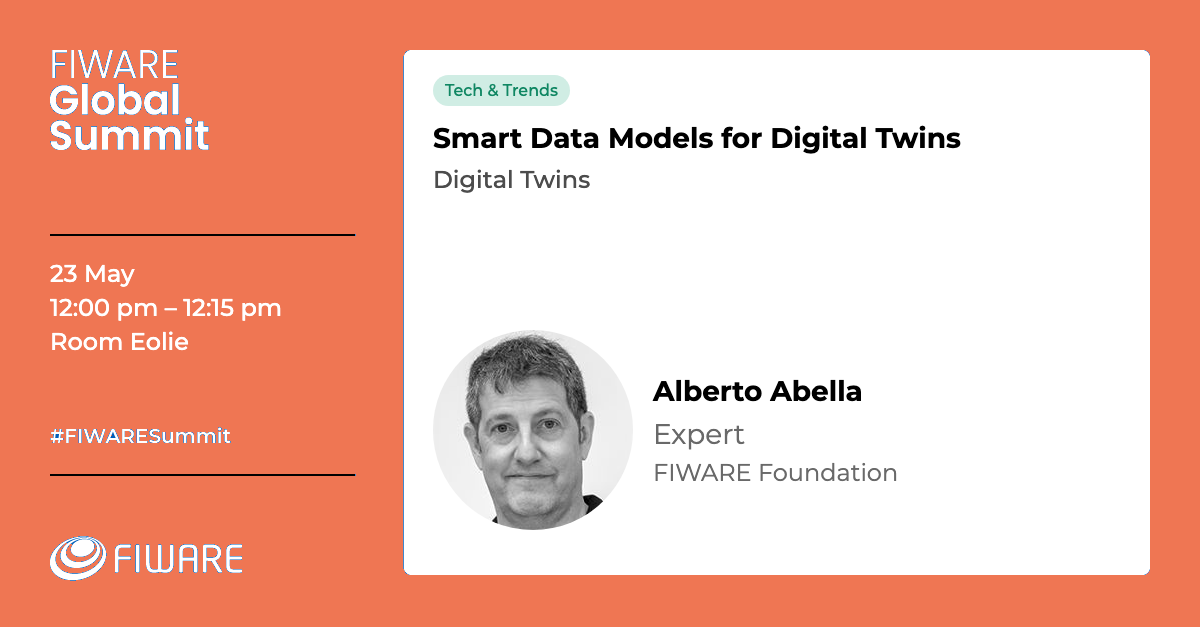 FIWARE
Global
Summit
23 May
12:00 pm – 12:15 pm
Room Eolie
#FIWARESummit
FIWARE
Tech & Trends
Smart Data Models for Digital Twins
Digital Twins
Alberto Abella
Expert
FIWARE Foundation